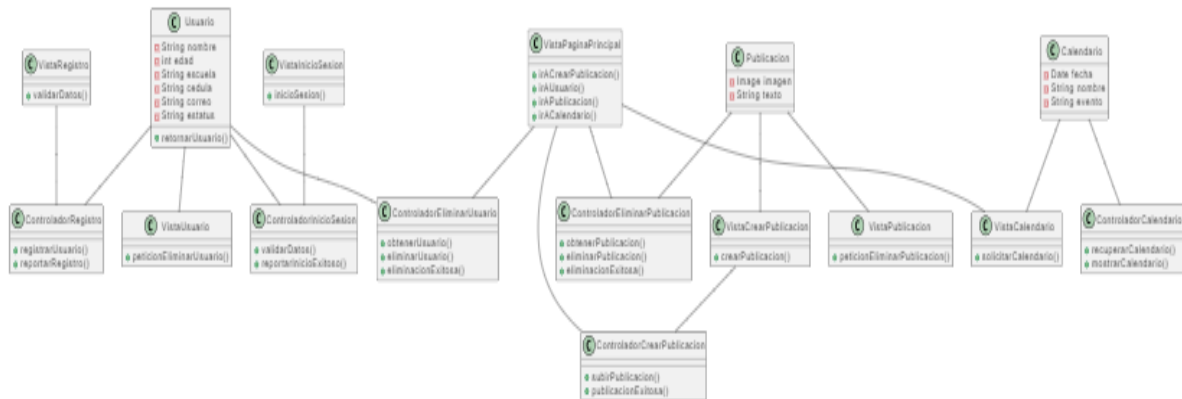 VistaRegistro
validarDatos()
Usuario
String nombre
int edad
String escuela
String cedula
String correo
String estatus
retornarUsuario()
VistaInicioSesion
inicioSesion()
VistaPaginaPrincipal
irACrearPublicacion()
irAUsuario()
irAPublicacion()
irACalendario()
Publicacion
Image imagen
String texto
Calendario
Date fecha
String nombre
String evento
ControladorRegistro
registrarUsuario()
reportarRegistro()
VistaUsuario
peticionEliminarUsuario()
ControladorInicioSesion
validarDatos()
reportarInicioExitoso()
ControladorEliminarUsuario
obtenerUsuario()
eliminarUsuario()
eliminacionExitosa()
ControladorEliminarPublicacion
obtenerPublicacion()
eliminarPublicacion()
eliminacionExitosa()
VistaCrearPublicacion
crearPublicacion()
VistaPublicacion
peticionEliminarPublicacion()
VistaCalendario
solicitarCalendario()
ControladorCalendario
recuperarCalendario()
mostrarCalendario()
ControladorCrearPublicacion
subirPublicacion()
publicacionExitosa()